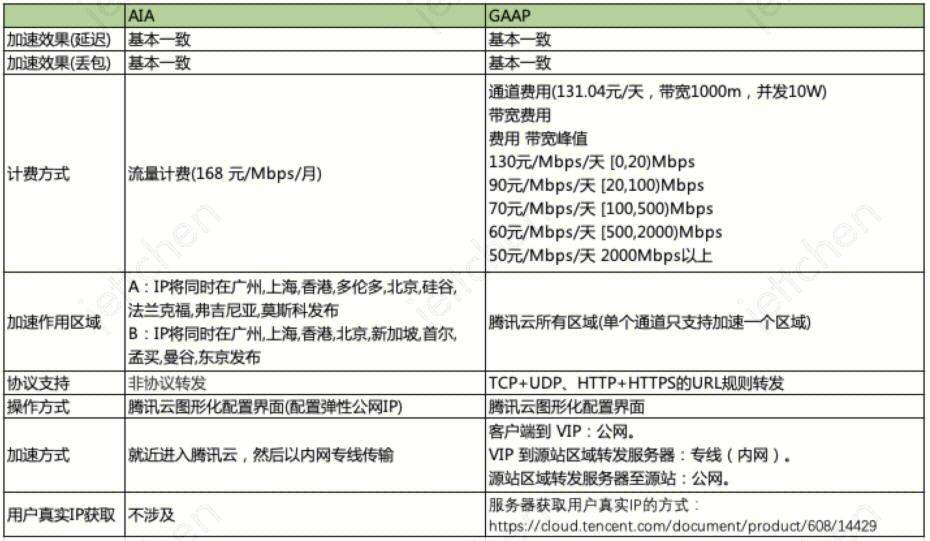 AIA GAAP
加速效果(延迟) 基本一致 基本一致
加速效果(丢包) 基本一致 基本一致
计费方式 流量计费(168 元/Mbps/月)
通道费用(131.04元/天，带宽1000m，并发10W)
带宽费用
费用 带宽峰值
130元/Mbps/天 [0,20)Mbps
90元/Mbps/天 [20,100)Mbps
70元/Mbps/天 [100,500)Mbps
60元/Mbps/天 [500,2000)Mbps
50元/Mbps/天 2000Mbps以上
加速作用区域
A：IP将同时在广州,上海,香港,多伦多,北京,硅谷,
法兰克福,弗吉尼亚,莫斯科发布
B：IP将同时在广州,上海,香港,北京,新加坡,首尔,
孟买,曼谷,东京发布
腾讯云所有区域(单个通道只支持加速一个区域)
协议支持 非协议转发 TCP+UDP、HTTP+HTTPS的URL规则转发
操作方式 腾讯云图形化配置界面(配置弹性公网IP) 腾讯云图形化配置界面
加速方式 就近进入腾讯云，然后以内网专线传输
客户端到 VIP：公网。
VIP 到源站区域转发服务器：专线（内网）。
源站区域转发服务器至源站：公网。
用户真实IP获取 不涉及
服务器获取用户真实IP的方式：
https://cloud.tencent.com/document/product/608/14429
jettchen
jettchen
jettchen